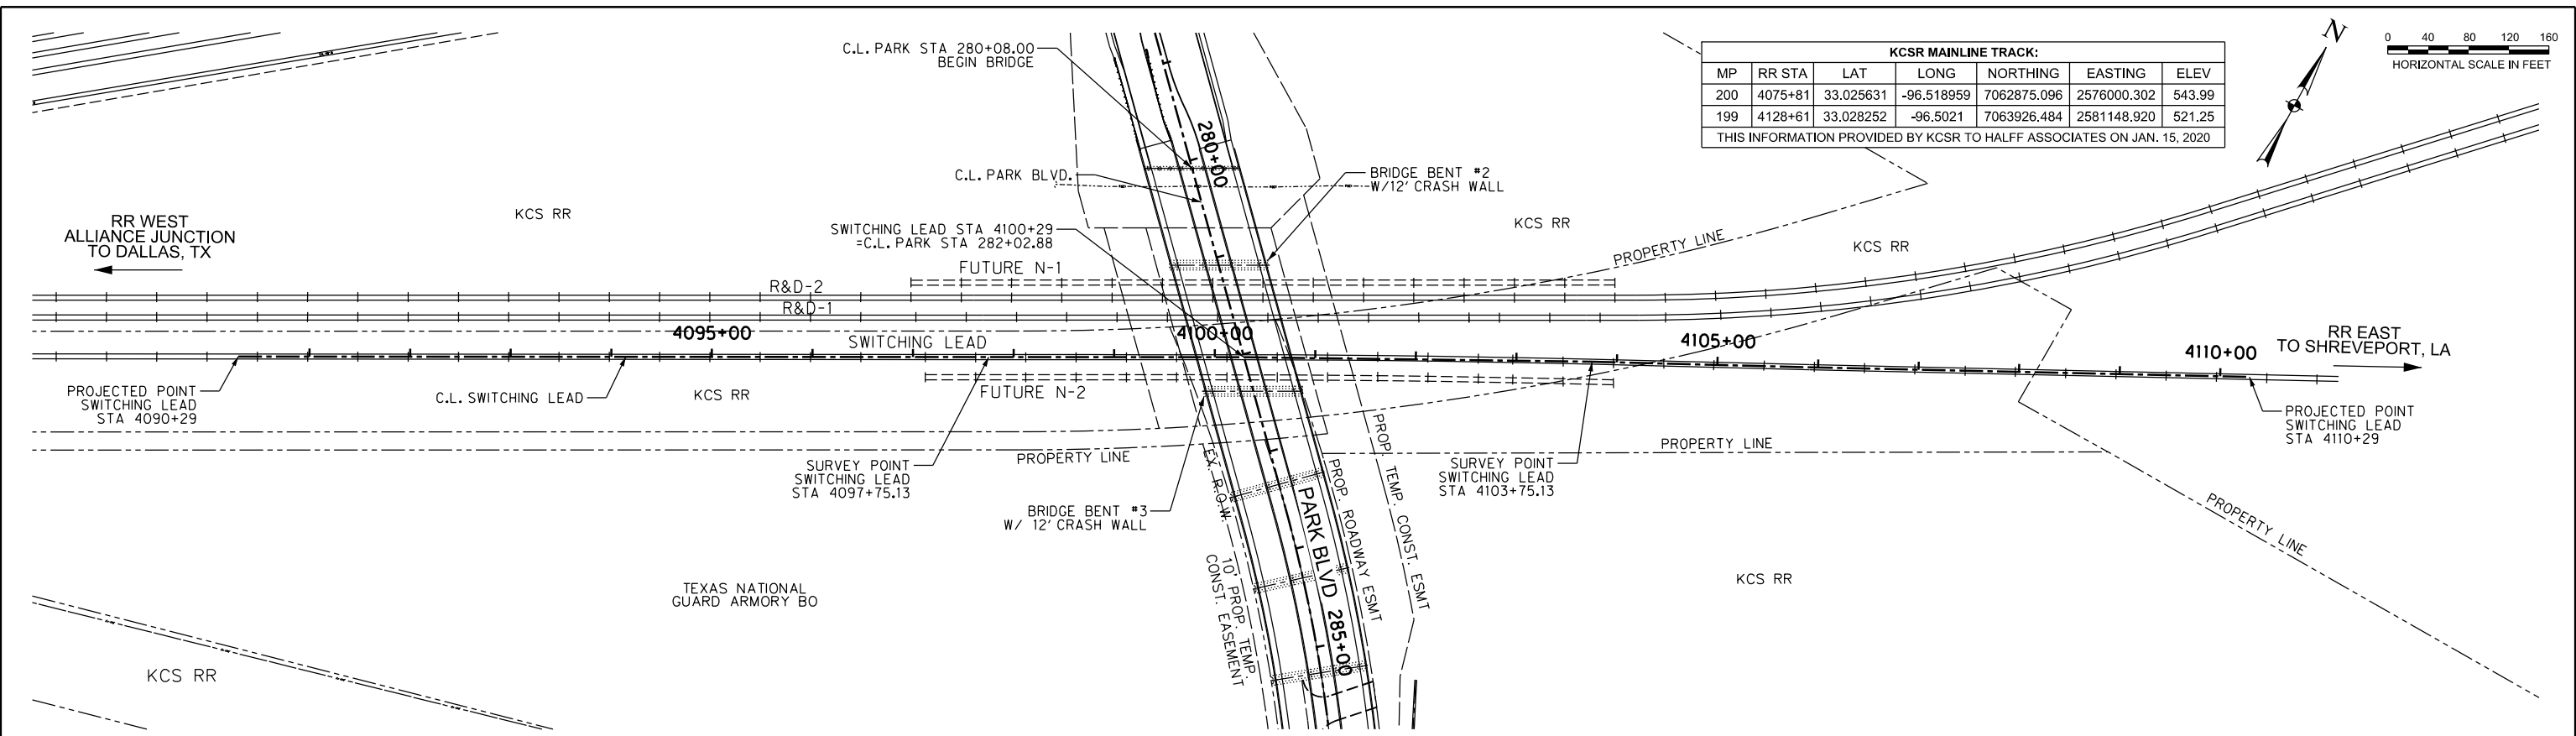 C.L. PARK STA 280+08.00
BEGIN BRIDGE
KCSR MAINLINE TRACK:
MP RR STA LAT LONG NORTHING EASTING ELEV
200 4075+81 33.025631 -96.518959 7062875.096 2576000.302 543.99
199 4128+61 33.028252 -96.5021 7063926.484 2581148.920 521.25
THIS INFORMATION PROVIDED BY KCSR TO HALFF ASSOCIATES ON JAN. 15, 2020
N
0 40 80 120 160
HORIZONTAL SCALE IN FEET
280+00
C.L. PARK BLVD.
BRIDGE BENT #2
W/12' CRASH WALL
RR WEST
ALLIANCE JUNCTION
TO DALLAS, TX
KCS RR
SWITCHING LEAD STA 4100+29
=C.L. PARK STA 282+02.88
KCS RR
PROPERTY LINE
KCS RR
FUTURE N-1
R&D-2
R&D-1
4095+00
SWITCHING LEAD
4100+00
4105+00
4110+00
RR EAST
TO SHREVEPORT, LA
PROJECTED POINT
SWITCHING LEAD
STA 4090+29
C.L. SWITCHING LEAD
KCS RR
FUTURE N-2
PROJECTED POINT
SWITCHING LEAD
STA 4110+29
PROPERTY LINE
SURVEY POINT
SWITCHING LEAD
STA 4097+75.13
PROPERTY LINE
SURVEY POINT
SWITCHING LEAD
STA 4103+75.13
BRIDGE BENT #3
W/ 12' CRASH WALL
EX. R.O.W.
PARK BLVD
285+00
PROP. ROADWAY ESMT
PROP. TEMP. CONST. ESMT
10' PROP. TEMP.
CONST. EASEMENT
PROPERTY LINE
TEXAS NATIONAL
GUARD ARMORY BO
KCS RR
KCS RR